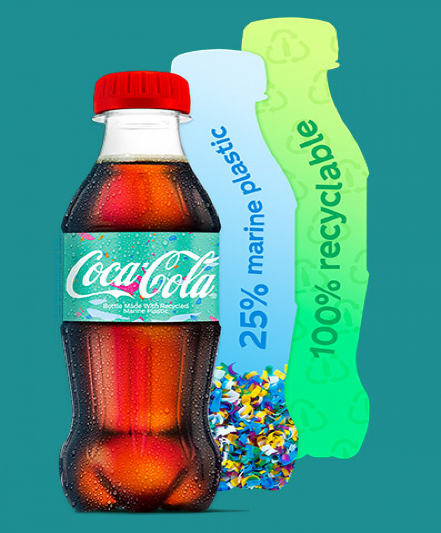 Coca-Cola
Bottle Made With Recycled
Marine Plastic
25% marine plastic
100% recyclable